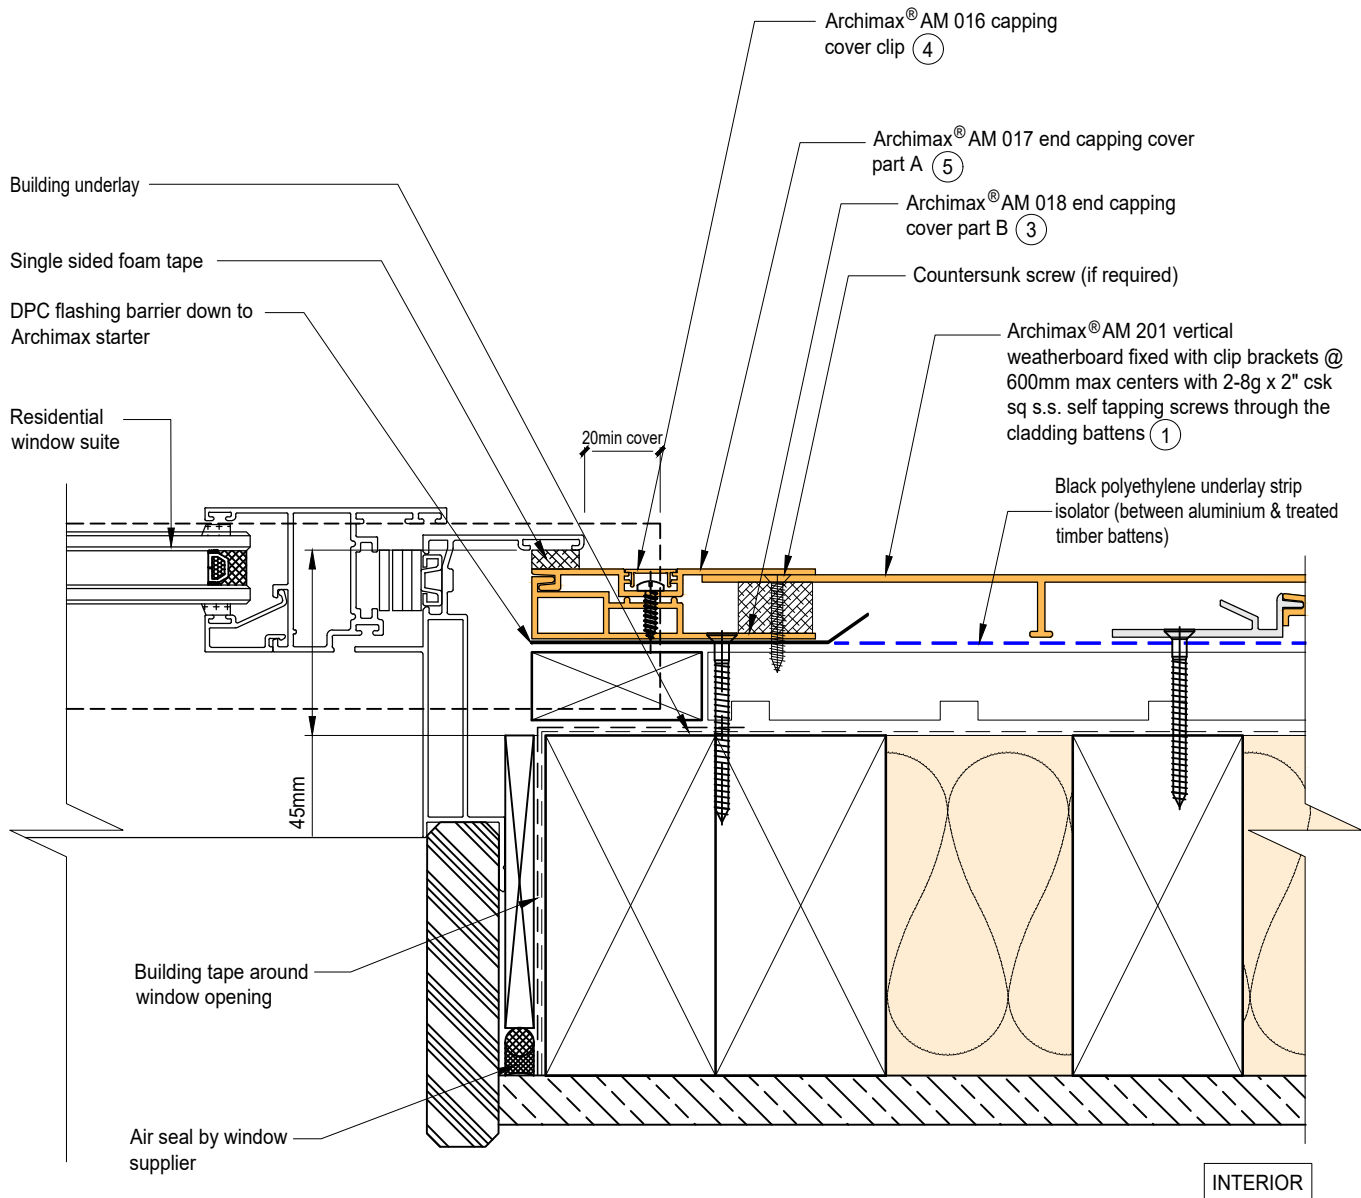 Archimax® AM 016 capping
cover clip 4
Archimax® AM 017 end capping cover
part A 5
Archimax® AM 018 end capping
cover part B 3
Countersunk screw (if required)
Archimax® AM 201 vertical
weatherboard fixed with clip brackets @
600mm max centers with 2-8g x 2" csk
sq s.s. self tapping screws through the
cladding battens 1
Black polyethylene underlay strip
isolator (between aluminium & treated
timber battens)
Building underlay
Single sided foam tape
DPC flashing barrier down to
Archimax starter
Residential
window suite
20min cover
45mm
Building tape around
window opening
Air seal by window
supplier
INTERIOR